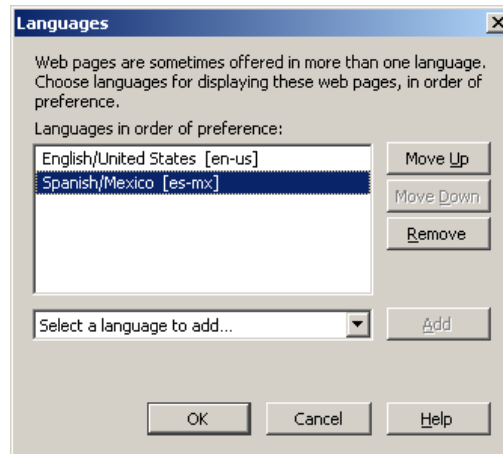 Languages
Web pages are sometimes offered in more than one language.
Choose languages for displaying these web pages, in order of
preference.
Languages in order of preference:
English/United States [en-us]
Spanish/Mexico [es-mx]
Move Up
Move Down
Remove
Select a language to add...
Add
OK
Cancel
Help